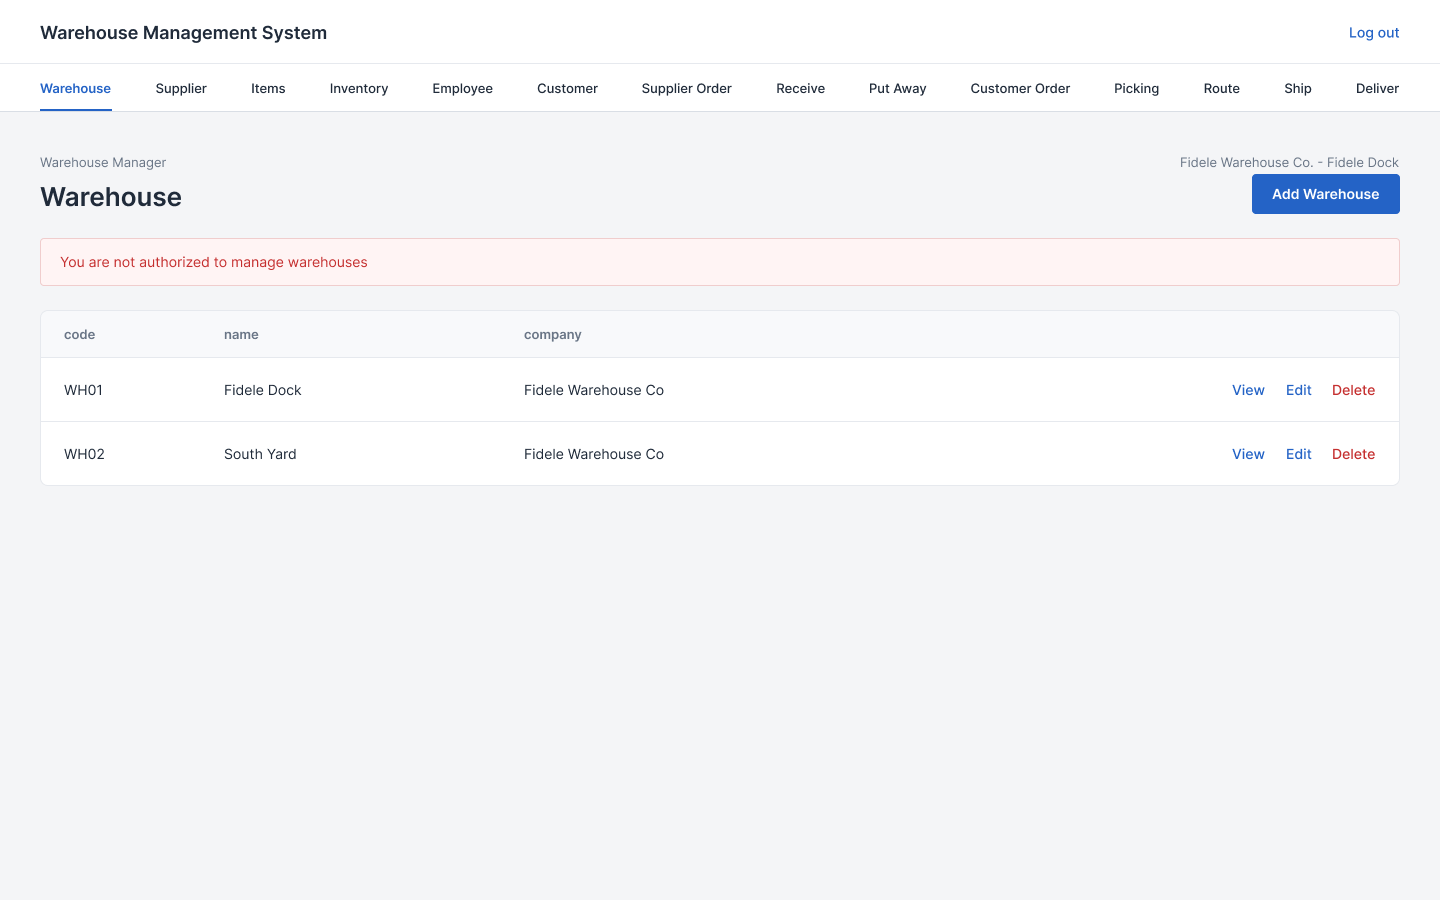 Warehouse Management System
Log out
Warehouse Supplier Items Inventory Employee Customer Supplier Order Receive Put Away Customer Order Picking Route Ship Deliver
Warehouse Manager
Fidele Warehouse Co. - Fidele Dock
Warehouse
Add Warehouse
You are not authorized to manage warehouses
code name company
WH01 Fidele Dock Fidele Warehouse Co View Edit Delete
WH02 South Yard Fidele Warehouse Co View Edit Delete